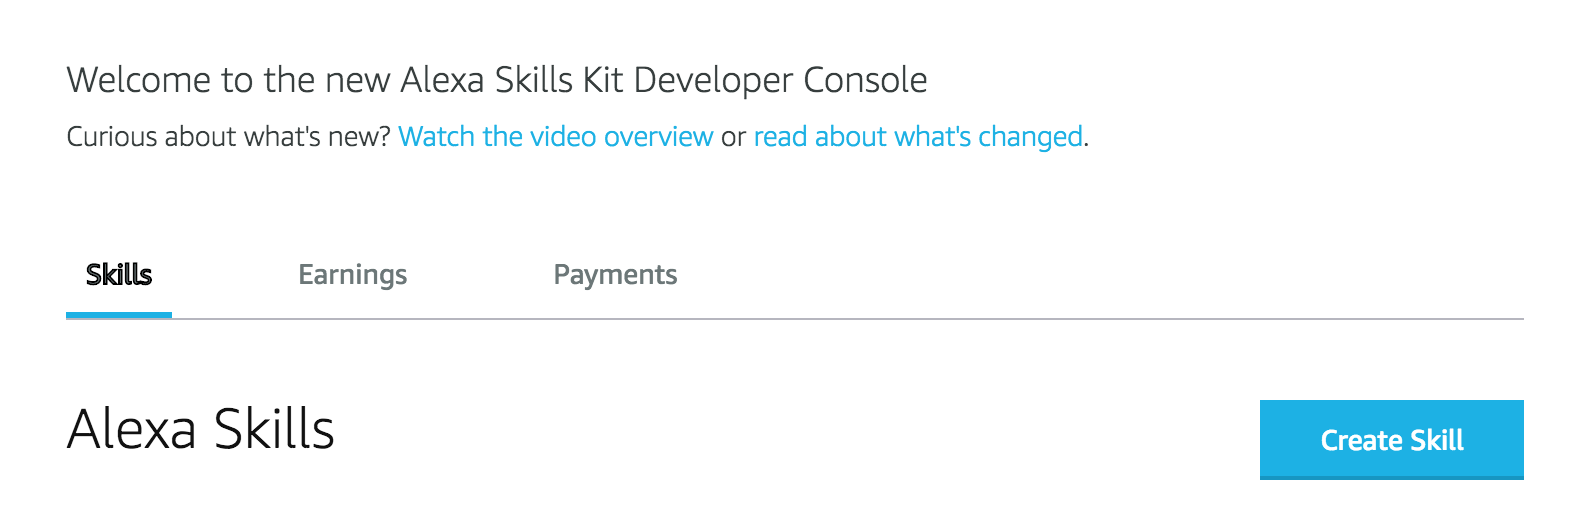 Welcome to the new Alexa Skills Kit Developer Console
Curious about what's new? Watch the video overview or read about what's changed.
Skills Earnings Payments
Alexa Skills
Create Skill